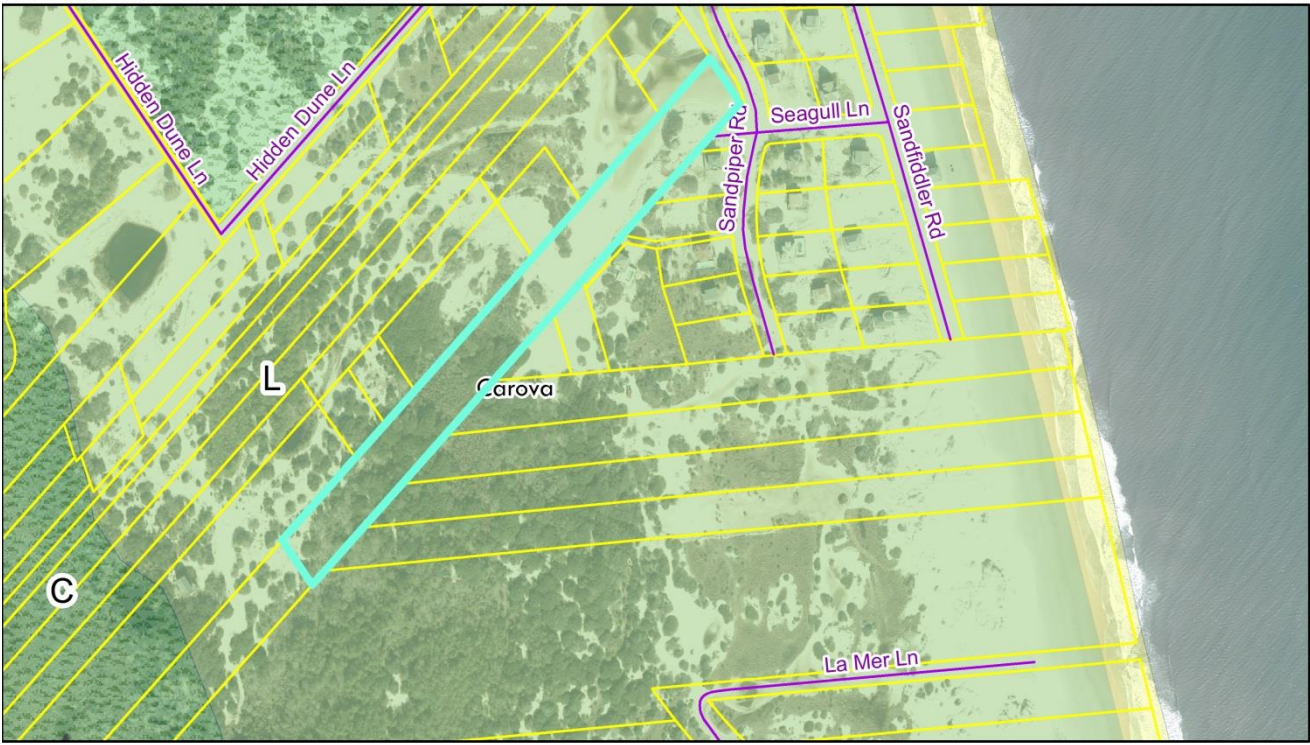 Hidden Dune Ln
Hidden Dune Ln
Sandpiper Rd
Seagull Ln
Sandfiddler Rd
L
Carova
C
La Mer Ln